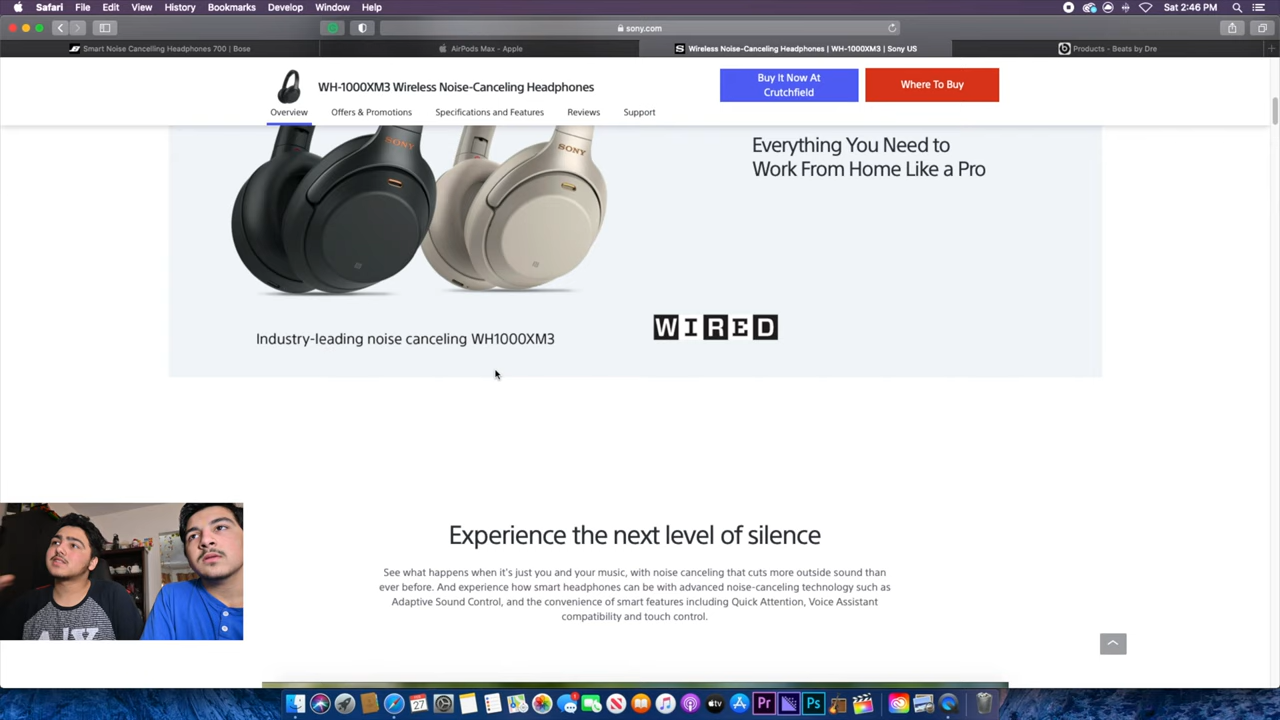 Safari File Edit View History Bookmarks Develop Window Help Sat 2:46 PM
sony.com
Smart Noise Cancelling Headphones 700 | Bose
AirPods Max - Apple
Wireless Noise-Canceling Headphones | WH-1000XM3 | Sony US
Products - Beats by Dre
WH-1000XM3 Wireless Noise-Canceling Headphones
Buy it Now At
Crutchfield
Where To Buy
Overview Offers & Promotions Specifications and Features Reviews Support
SONY
SONY
Everything You Need to
Work From Home Like a Pro
Industry-leading noise canceling WH1000XM3
WIRED
Experience the next level of silence
See what happens when it's just you and your music, with noise canceling that cuts more outside sound than
ever before. And experience how smart headphones can be with advanced noise-canceling technology such as
Adaptive Sound Control, and the convenience of smart features including Quick Attention, Voice Assistant
compatibility and touch control.
27
tv
Pr
Ps